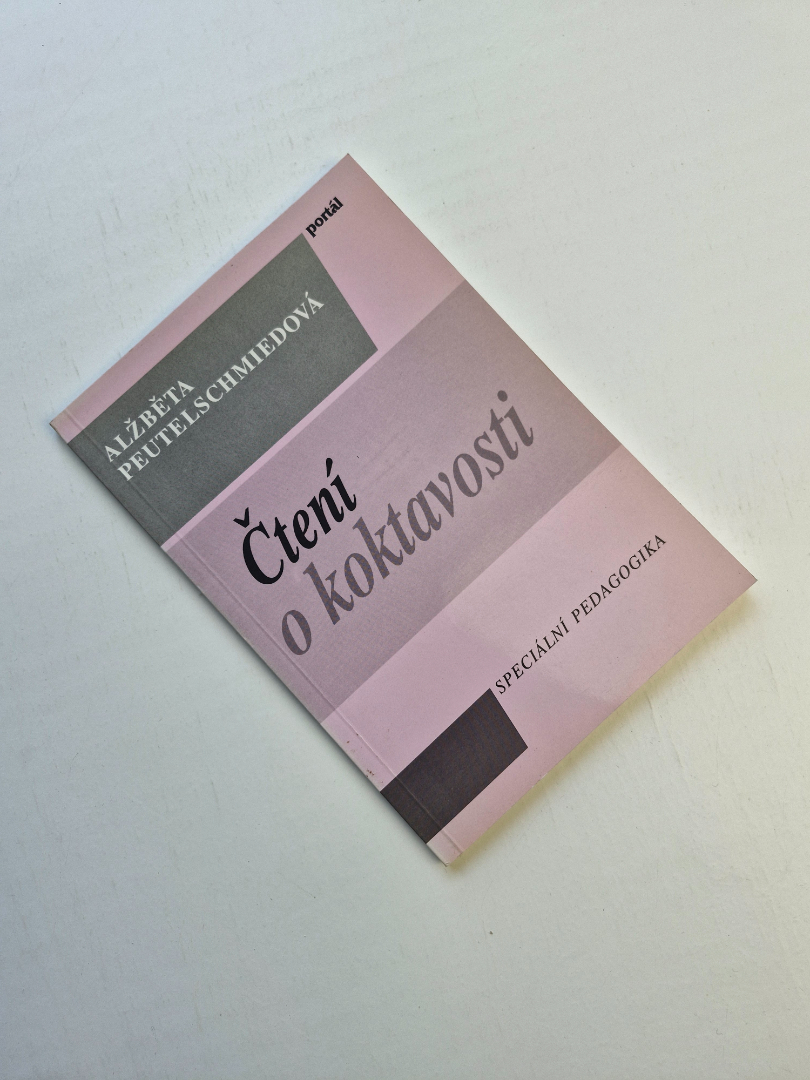 portál
ALŽBĚTA
PEUTELSCHMIEDOVÁ
Čtení
o koktavosti
SPECIÁLNÍ PEDAGOGIKA